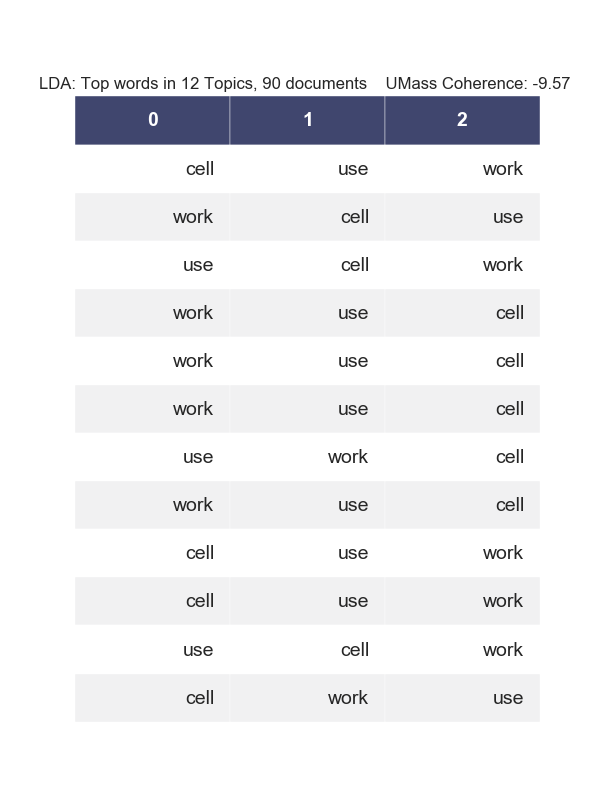 LDA: Top words in 12 Topics, 90 documents    UMass Coherence: -9.57
0 1 2
cell use work
work cell use
use cell work
work use cell
work use cell
work use cell
use work cell
work use cell
cell use work
cell use work
use cell work
cell work use